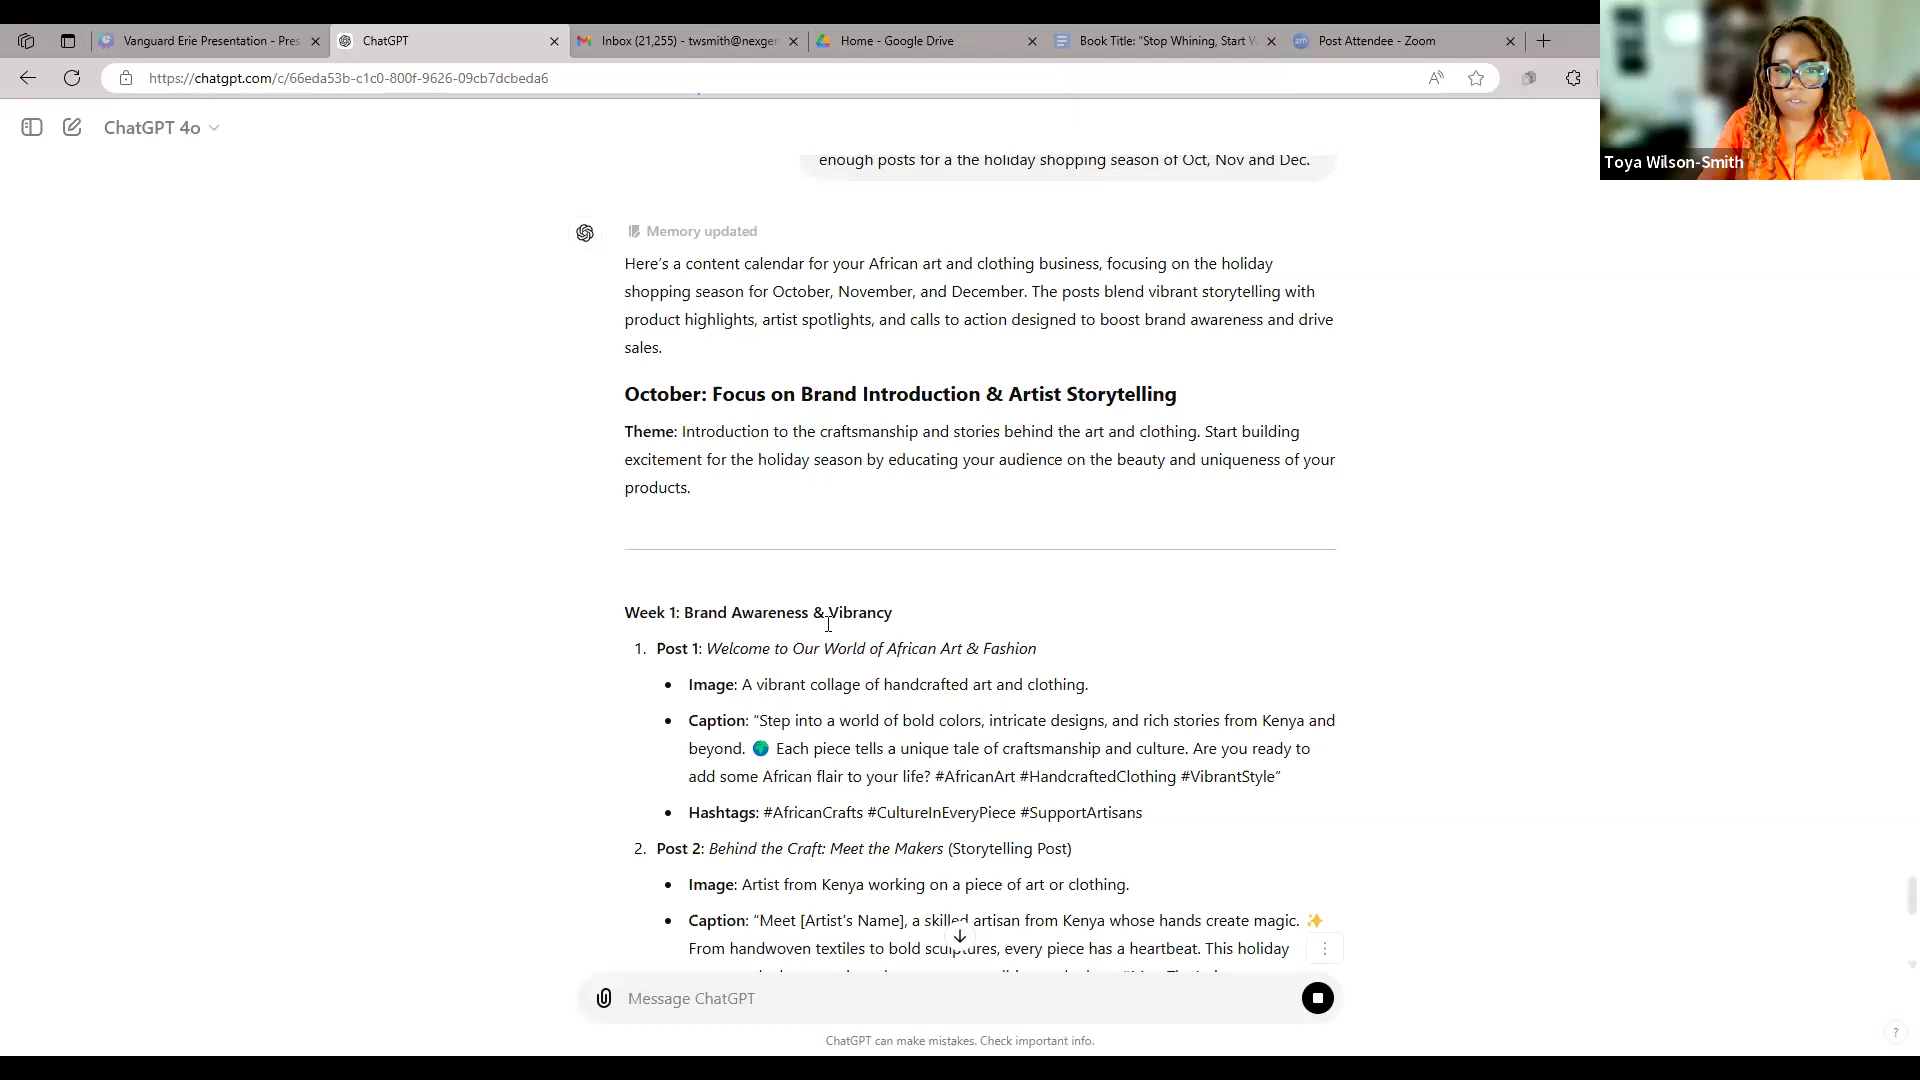 Vanguard Erie Presentation - Pres
ChatGPT
Inbox (21,255) - twsmith@nexger
Home - Google Drive
Book Title: "Stop Whining, Start W
Post Attendee - Zoom
https://chatgpt.com/c/66eda53b-c1c0-800f-9626-09cb7dcbeda6
ChatGPT 4o
Toya Wilson-Smith
enough posts for a the holiday shopping season of Oct, Nov and Dec.
Memory updated
Here's a content calendar for your African art and clothing business, focusing on the holiday
shopping season for October, November, and December. The posts blend vibrant storytelling with
product highlights, artist spotlights, and calls to action designed to boost brand awareness and drive
sales.
October: Focus on Brand Introduction & Artist Storytelling
Theme: Introduction to the craftsmanship and stories behind the art and clothing. Start building
excitement for the holiday season by educating your audience on the beauty and uniqueness of your
products.
Week 1: Brand Awareness & Vibrancy
1. Post 1: Welcome to Our World of African Art & Fashion
• Image: A vibrant collage of handcrafted art and clothing.
• Caption: "Step into a world of bold colors, intricate designs, and rich stories from Kenya and
beyond. 🌍 Each piece tells a unique tale of craftsmanship and culture. Are you ready to
add some African flair to your life? #AfricanArt #HandcraftedClothing #VibrantStyle"
• Hashtags: #AfricanCrafts #CultureInEveryPiece #SupportArtisans
2. Post 2: Behind the Craft: Meet the Makers (Storytelling Post)
• Image: Artist from Kenya working on a piece of art or clothing.
• Caption: "Meet [Artist's Name], a skilled artisan from Kenya whose hands create magic. ✨
From handwoven textiles to bold sculptures, every piece has a heartbeat. This holiday
Message ChatGPT
ChatGPT can make mistakes. Check important info.
?